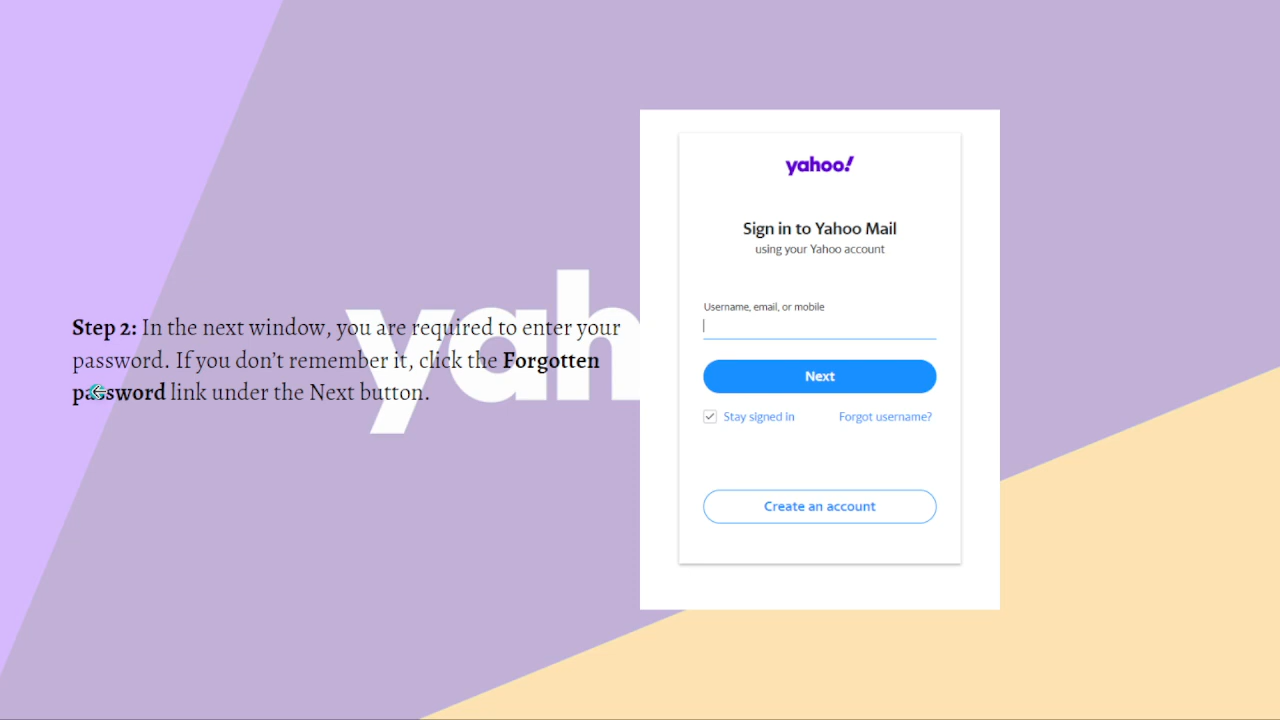 Step 2: In the next window, you are required to enter your
password. If you don't remember it, click the Forgotten
password link under the Next button.
yah
yahoo!
Sign in to Yahoo Mail
using your Yahoo account
Username, email, or mobile
Next
Stay signed in
Forgot username?
Create an account